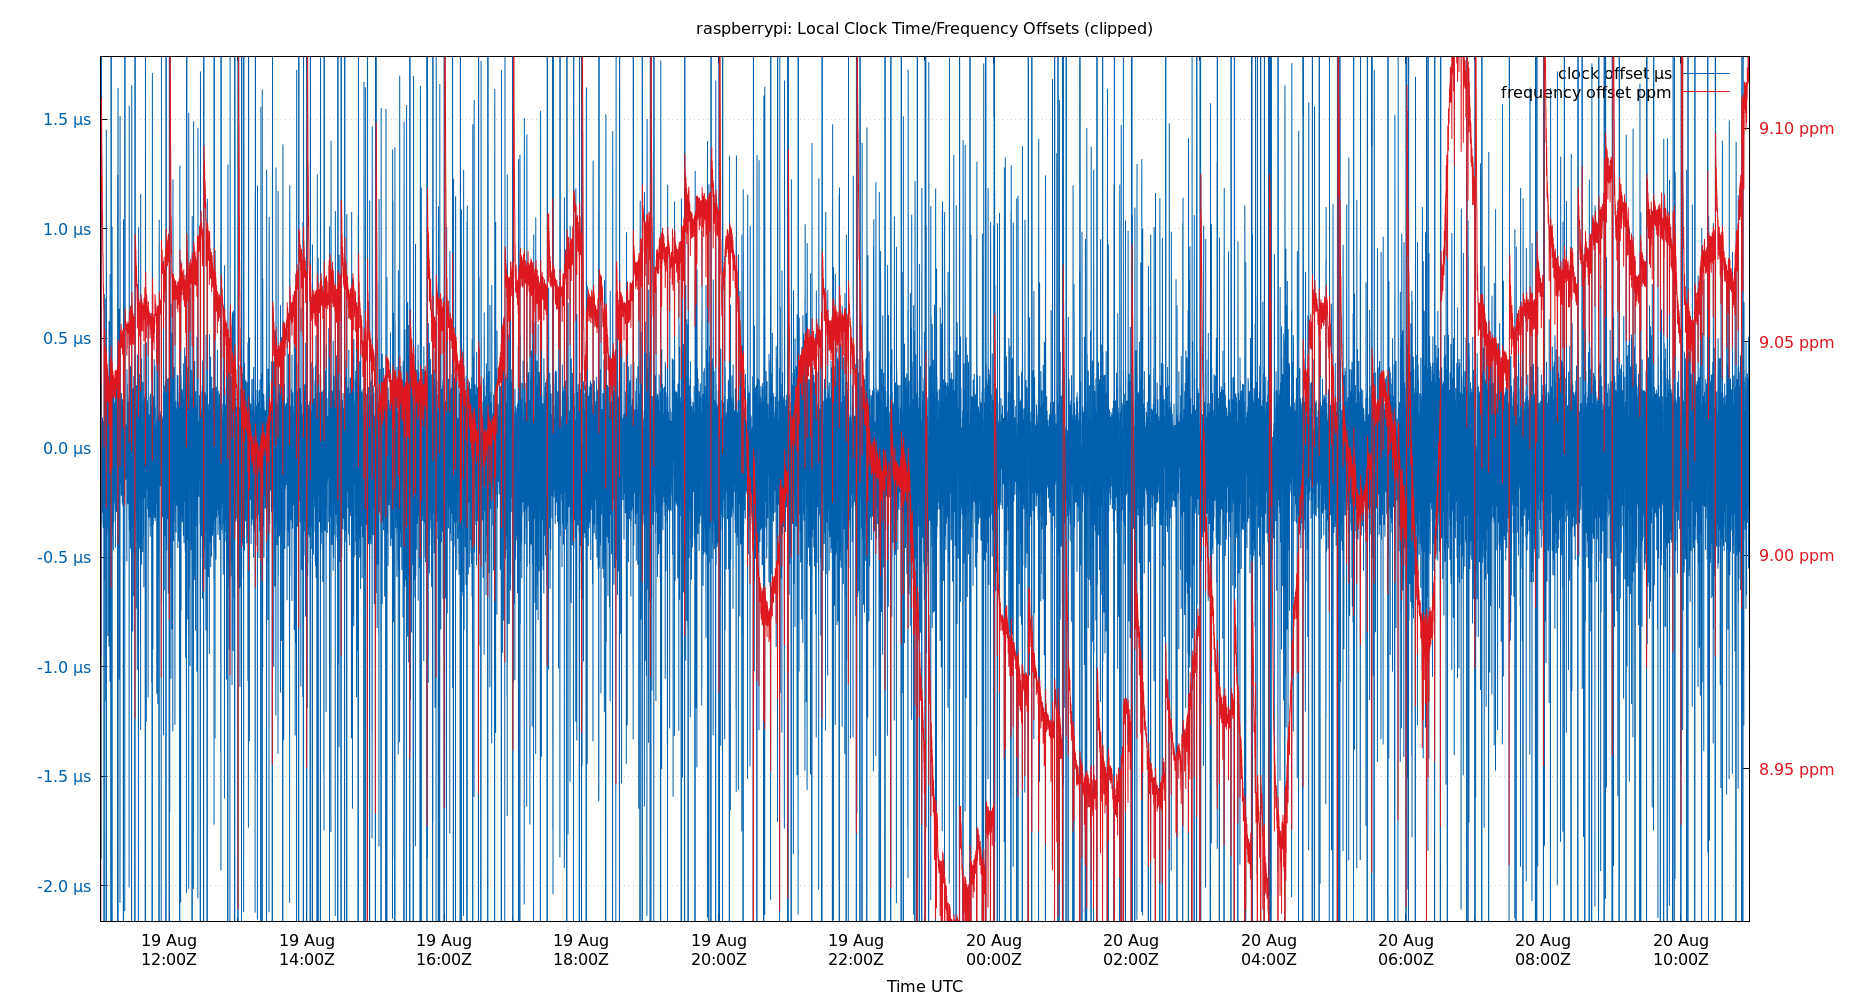 raspberrypi: Local Clock Time/Frequency Offsets (clipped)
clock offset µs
frequency offset ppm
1.5 µs
1.0 µs
0.5 µs
0.0 µs
-0.5 µs
-1.0 µs
-1.5 µs
-2.0 µs
9.10 ppm
9.05 ppm
9.00 ppm
8.95 ppm
19 Aug 19 Aug 19 Aug 19 Aug 19 Aug 19 Aug 20 Aug 20 Aug 20 Aug 20 Aug 20 Aug 20 Aug
12:00Z 14:00Z 16:00Z 18:00Z 20:00Z 22:00Z 00:00Z 02:00Z 04:00Z 06:00Z 08:00Z 10:00Z
Time UTC